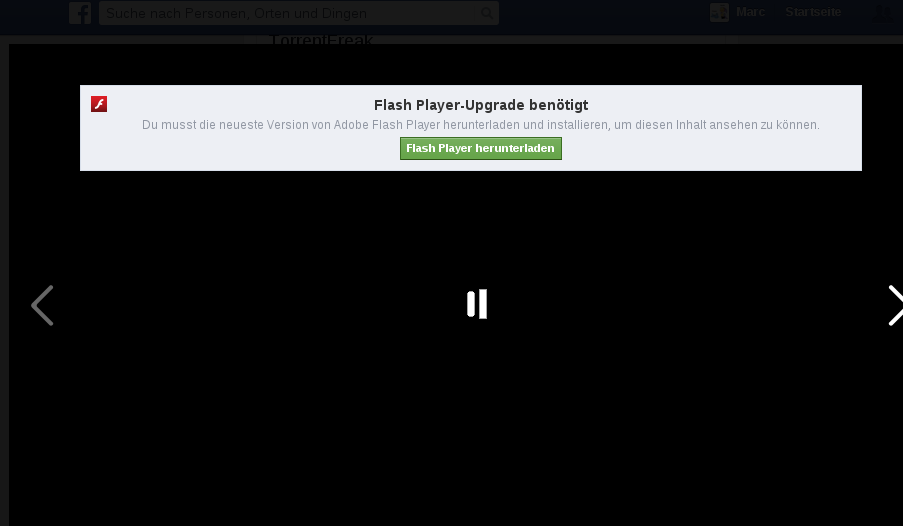 Suche nach Personen, Orten und Dingen
Marc
Startseite
TorrentFreak
Flash Player-Upgrade benötigt
Du musst die neueste Version von Adobe Flash Player herunterladen und installieren, um diesen Inhalt ansehen zu können.
Flash Player herunterladen